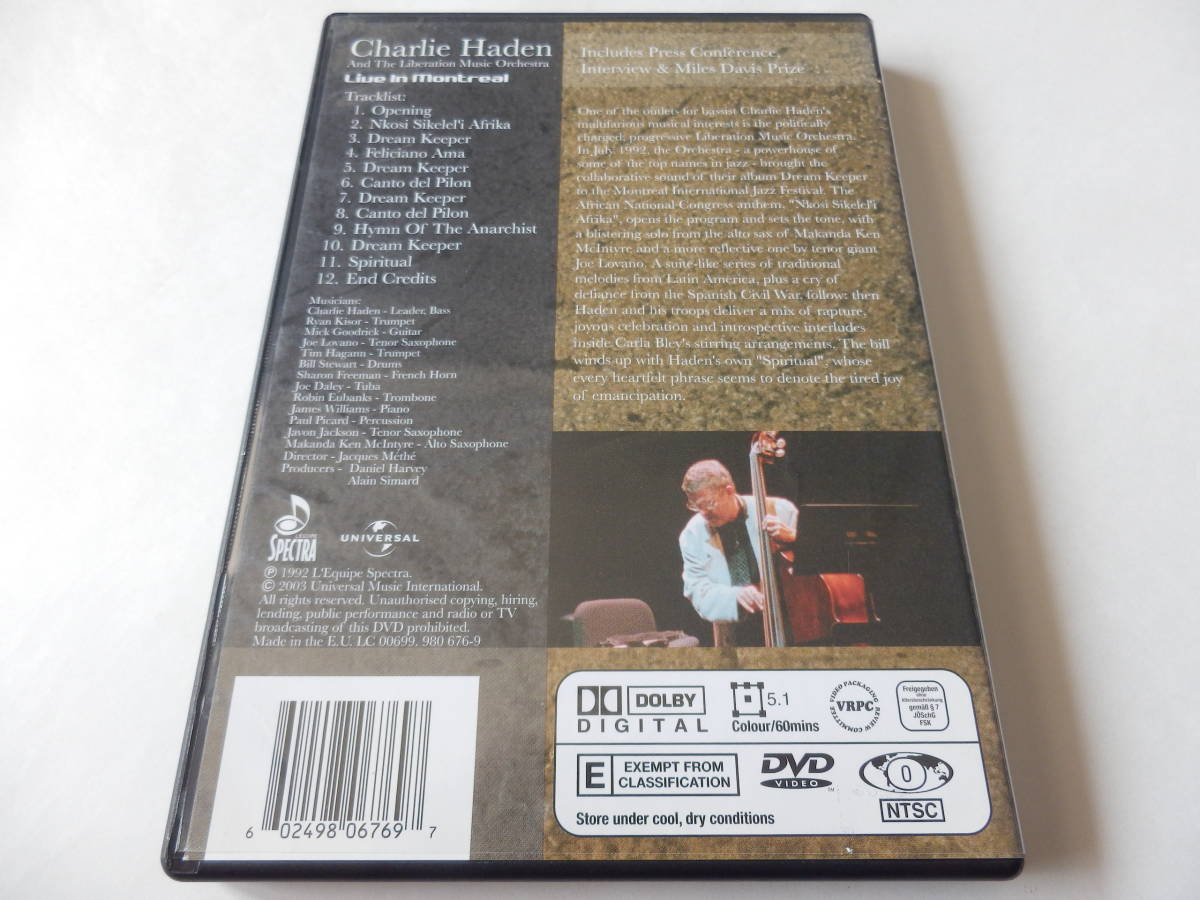 Charlie Haden
And The Liberation Music Orchestra
Live In Montreal
Tracklist:
1. Opening
2. Nkosi Sikelel'i Afrika
3. Dream Keeper
4. Feliciano Ama
5. Dream Keeper
6. Canto del Pilon
7. Dream Keeper
8. Canto del Pilon
9. Hymn Of The Anarchist
10. Dream Keeper
11. Spiritual
12. End Credits
Musicians:
Charlie Haden - Leader, Bass
Ryan Kisor - Trumpet
Mick Goodrick - Guitar
Joe Lovano - Tenor Saxophone
Tim Hagann - Trumpet
Bill Stewart - Drums
Sharon Freeman - French Horn
Joe Daley - Tuba
Robin Eubanks - Trombone
James Williams - Piano
Paul Picard - Percussion
Javon Jackson - Tenor Saxophone
Makanda Ken McIntyre - Alto Saxophone
Director - Jacques Méthé
Producers - Daniel Harvey
Alain Simard
L'EQUIPE
SPECTRA
UNIVERSAL
℗ 1992 L'Equipe Spectra.
© 2003 Universal Music International.
All rights reserved. Unauthorised copying, hiring,
lending, public performance and radio or TV
broadcasting of this DVD prohibited.
Made in the E.U. LC 00699. 980 676-9
6 02498 06769 7
Includes Press Conference,
Interview & Miles Davis Prize . . .
One of the outlets for bassist Charlie Haden's
multifarious musical interests is the politically
charged, progressive Liberation Music Orchestra.
In July 1992, the Orchestra - a powerhouse of
some of the top names in jazz - brought the
collaborative sound of their album Dream Keeper
to the Montreal International Jazz Festival. The
African National Congress anthem, "Nkosi Sikelel'i
Afrika", opens the program and sets the tone, with
a blistering solo from the alto sax of Makanda Ken
McIntyre and a more reflective one by tenor giant
Joe Lovano. A suite-like series of traditional
melodies from Latin America, plus a cry of
defiance from the Spanish Civil War, follow: then
Haden and his troops deliver a mix of rapture,
joyous celebration and introspective interludes
inside Carla Bley's stirring arrangements. The bill
winds up with Haden's own "Spiritual", whose
every heartfelt phrase seems to denote the tired joy
of emancipation.
DOLBY
DIGITAL
5.1
Colour/60mins
VIDEO PACKAGING REVIEW COMMITTEE
VRPC
Freigegeben
ohne
Altersbeschränkung
gemäß § 7
JÖSchG
FSK
E EXEMPT FROM
CLASSIFICATION
DVD
VIDEO
TM
0
NTSC
Store under cool, dry conditions